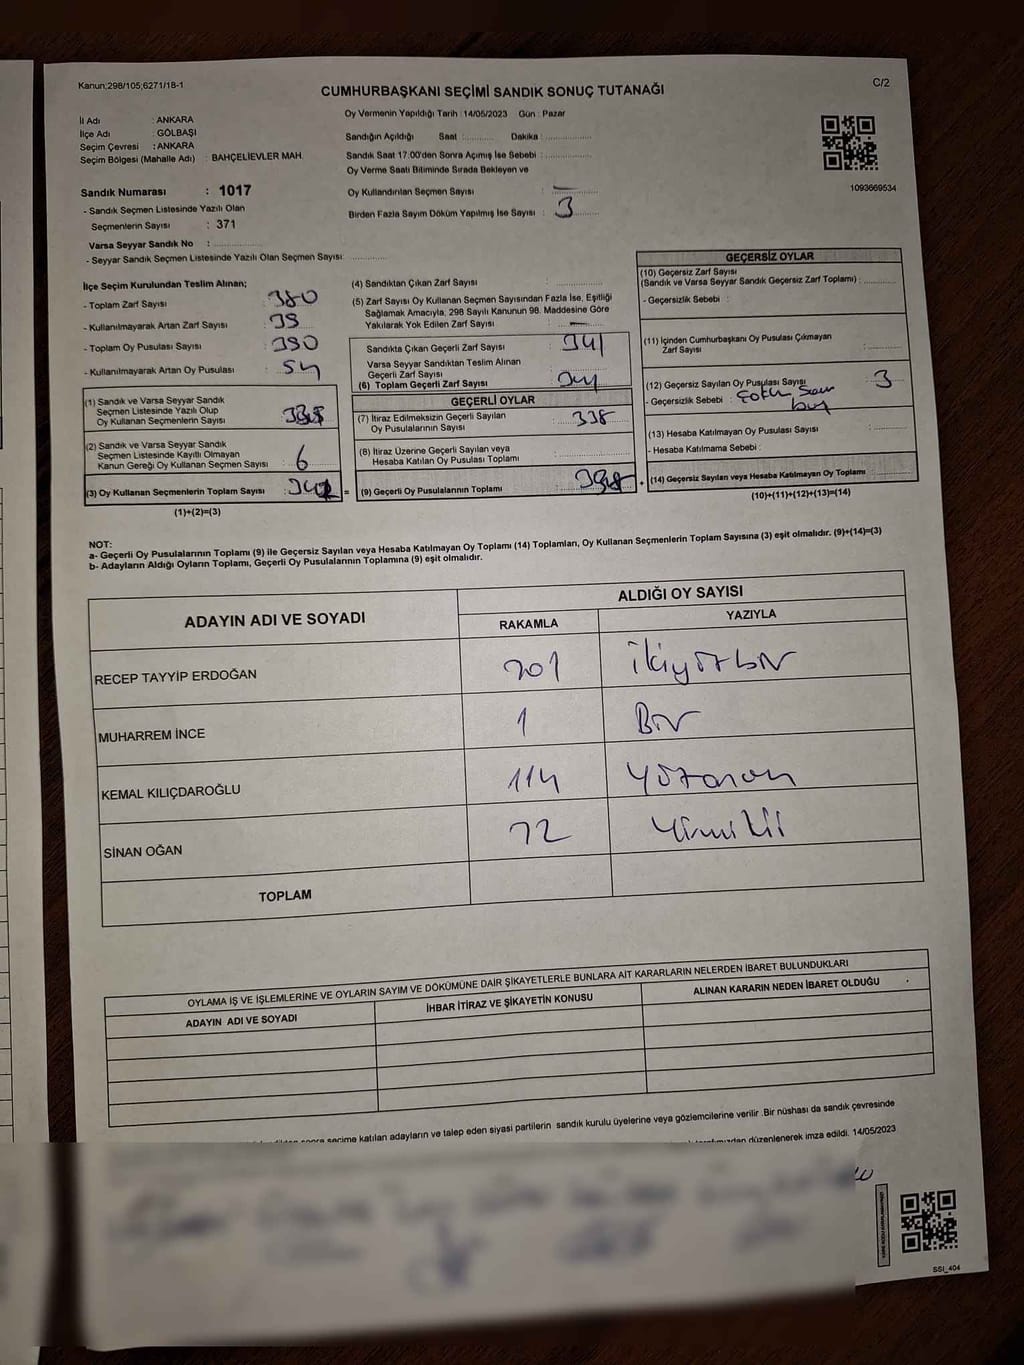 Kanun;298/105;6271/18-1
C/2
CUMHURBAŞKANI SEÇİMİ SANDIK SONUÇ TUTANAĞI
İl Adı : ANKARA
İlçe Adı : GÖLBAŞI
Seçim Çevresi : ANKARA
Seçim Bölgesi (Mahalle Adı) : BAHÇELİEVLER MAH.
Sandık Numarası : 1017
- Sandık Seçmen Listesinde Yazılı Olan
Seçmenlerin Sayısı : 371
Varsa Seyyar Sandık No :
- Seyyar Sandık Seçmen Listesinde Yazılı Olan Seçmen Sayısı:
Oy Vermenin Yapıldığı Tarih : 14/05/2023 Gün : Pazar
Sandığın Açıldığı Saat : Dakika :
Sandık Saat 17:00'den Sonra Açımış İse Sebebi :
Oy Verme Saati Bitiminde Sırada Bekleyen ve
Oy Kullandırılan Seçmen Sayısı : —
Birden Fazla Sayım Döküm Yapılmış İse Sayısı : 3
1093669534
İlçe Seçim Kurulundan Teslim Alınan;
- Toplam Zarf Sayısı : 380
- Kullanılmayarak Artan Zarf Sayısı : 39
- Toplam Oy Pusulası Sayısı : 390
- Kullanılmayarak Artan Oy Pusulası : 54
(1) Sandık ve Varsa Seyyar Sandık
Seçmen Listesinde Yazılı Olup
Oy Kullanan Seçmenlerin Sayısı :
(2) Sandık ve Varsa Seyyar Sandık
Seçmen Listesinde Kayıtlı Olmayan
Kanun Gereği Oy Kullanan Seçmen Sayısı : 6
(3) Oy Kullanan Seçmenlerin Toplam Sayısı :
(1)+(2)=(3)
(4) Sandıktan Çıkan Zarf Sayısı :
(5) Zarf Sayısı Oy Kullanan Seçmen Sayısından Fazla İse, Eşitliği
Sağlamak Amacıyla, 298 Sayılı Kanunun 98. Maddesine Göre
Yakılarak Yok Edilen Zarf Sayısı : —
Sandıkta Çıkan Geçerli Zarf Sayısı : 341
Varsa Seyyar Sandıktan Teslim Alınan
Geçerli Zarf Sayısı :
(6) Toplam Geçerli Zarf Sayısı : 341
GEÇERLİ OYLAR
(7) İtiraz Edilmeksizin Geçerli Sayılan
Oy Pusulalarının Sayısı : 338
(8) İtiraz Üzerine Geçerli Sayılan veya
Hesaba Katılan Oy Pusulası Toplamı :
= (9) Geçerli Oy Pusulalarının Toplamı : 338 +
GEÇERSİZ OYLAR
(10) Geçersiz Zarf Sayısı
(Sandık ve Varsa Seyyar Sandık Geçersiz Zarf Toplamı) :
- Geçersizlik Sebebi :
(11) İçinden Cumhurbaşkanı Oy Pusulası Çıkmayan
Zarf Sayısı :
(12) Geçersiz Sayılan Oy Pusulası Sayısı : 3
- Geçersizlik Sebebi :
(13) Hesaba Katılmayan Oy Pusulası Sayısı :
- Hesaba Katılmama Sebebi :
(14) Geçersiz Sayılan veya Hesaba Katılmayan Oy Toplamı :
(10)+(11)+(12)+(13)=(14)
NOT:
a- Geçerli Oy Pusulalarının Toplamı (9) ile Geçersiz Sayılan veya Hesaba Katılmayan Oy Toplamı (14) Toplamları, Oy Kullanan Seçmenlerin Toplam Sayısına (3) eşit olmalıdır. (9)+(14)=(3)
b- Adayların Aldığı Oyların Toplamı, Geçerli Oy Pusulalarının Toplamına (9) eşit olmalıdır.
ADAYIN ADI VE SOYADI
ALDIĞI OY SAYISI
RAKAMLA YAZIYLA
RECEP TAYYİP ERDOĞAN 201 ikiyüzbir
MUHARREM İNCE 1 Bir
KEMAL KILIÇDAROĞLU 114
SİNAN OĞAN
TOPLAM
OYLAMA İŞ VE İŞLEMLERİNE VE OYLARIN SAYIM VE DÖKÜMÜNE DAİR ŞİKAYETLERLE BUNLARA AİT KARARLARIN NELERDEN İBARET BULUNDUKLARI
ADAYIN ADI VE SOYADI İHBAR İTİRAZ VE ŞİKAYETİN KONUSU ALINAN KARARIN NEDEN İBARET OLDUĞU
sonra seçime katılan adayların ve talep eden siyasi partilerin sandık kurulu üyelerine veya gözlemcilerine verilir .Bir nüshası da sandık çevresinde
düzenlenerek imza edildi. 14/05/2023
SSI_404